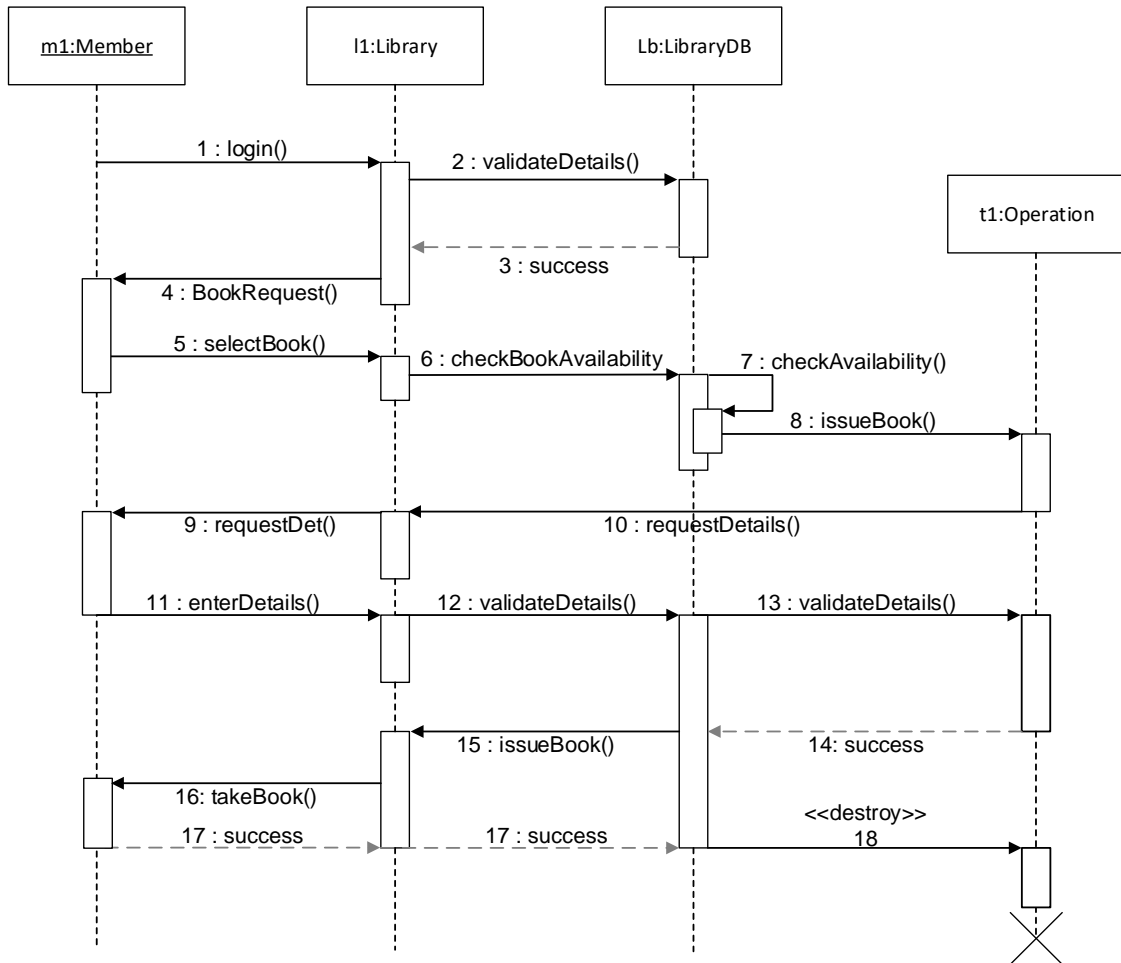 m1:Member
l1:Library
Lb:LibraryDB
t1:Operation
1 : login()
2 : validateDetails()
3 : success
4 : BookRequest()
5 : selectBook()
6 : checkBookAvailability
7 : checkAvailability()
8 : issueBook()
9 : requestDet()
10 : requestDetails()
11 : enterDetails()
12 : validateDetails()
13 : validateDetails()
14: success
15 : issueBook()
16: takeBook()
17 : success
17 : success
<<destroy>>
18